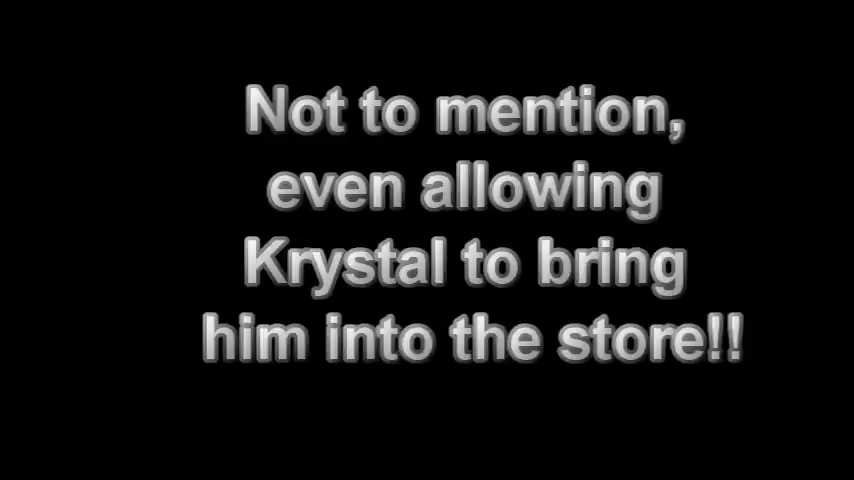 Not to mention,
even allowing
Krystal to bring
him into the store!!